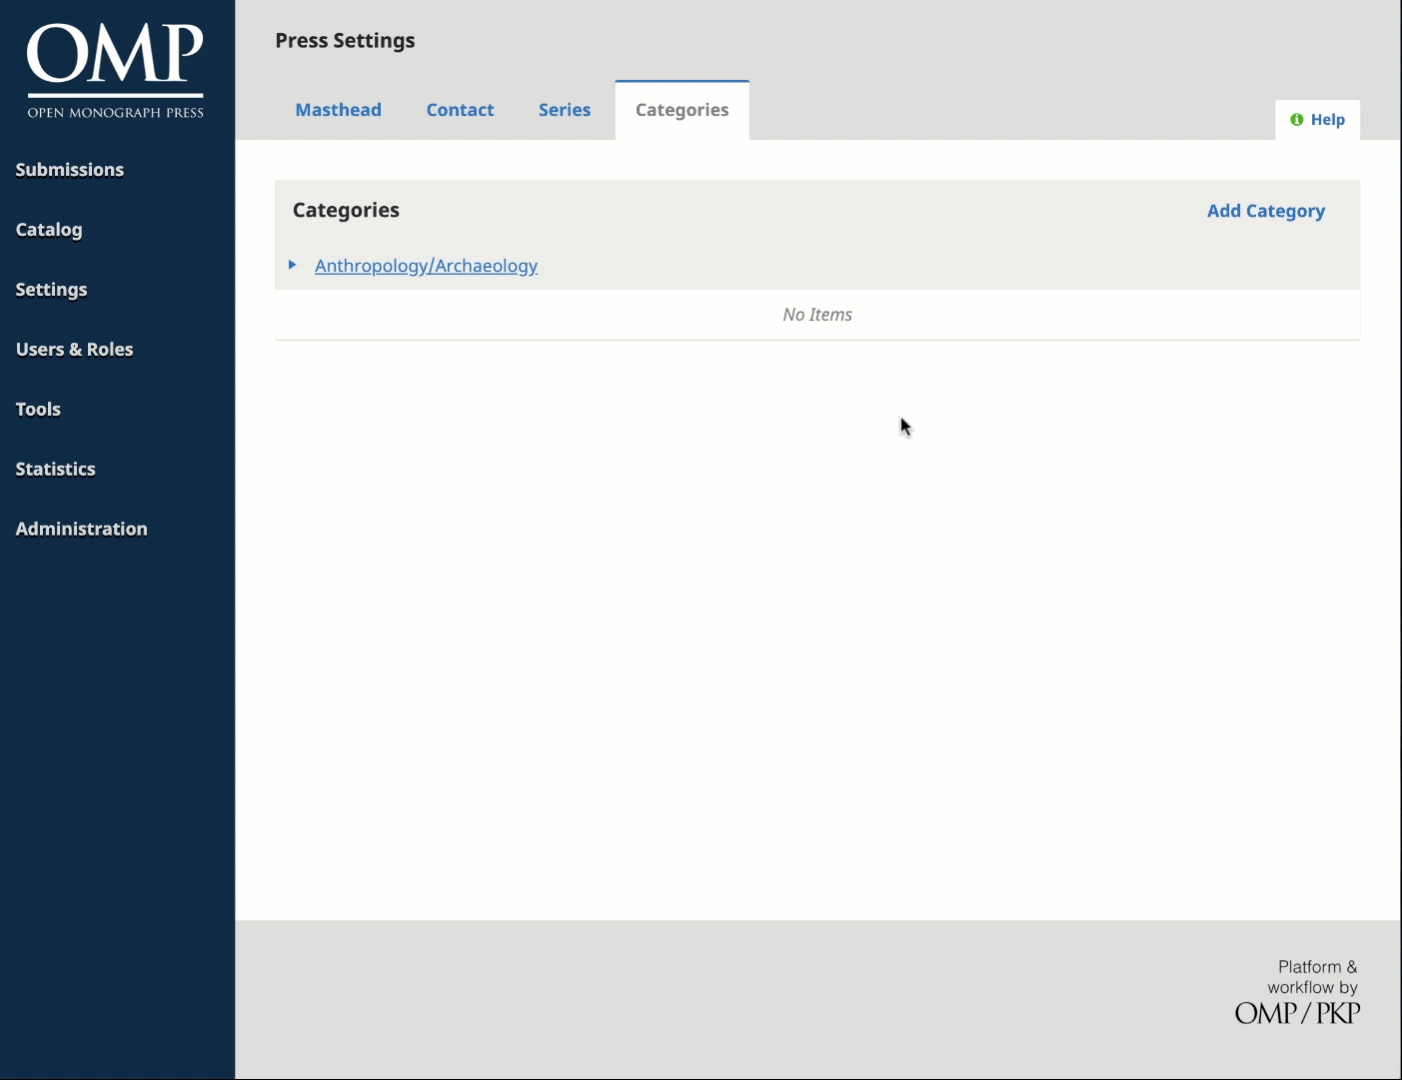 OMP
OPEN MONOGRAPH PRESS
Submissions
Catalog
Settings
Users & Roles
Tools
Statistics
Administration
Press Settings
Masthead
Contact
Series
Categories
Help
Categories
Add Category
Anthropology/Archaeology
No Items
Platform &
workflow by
OMP / PKP